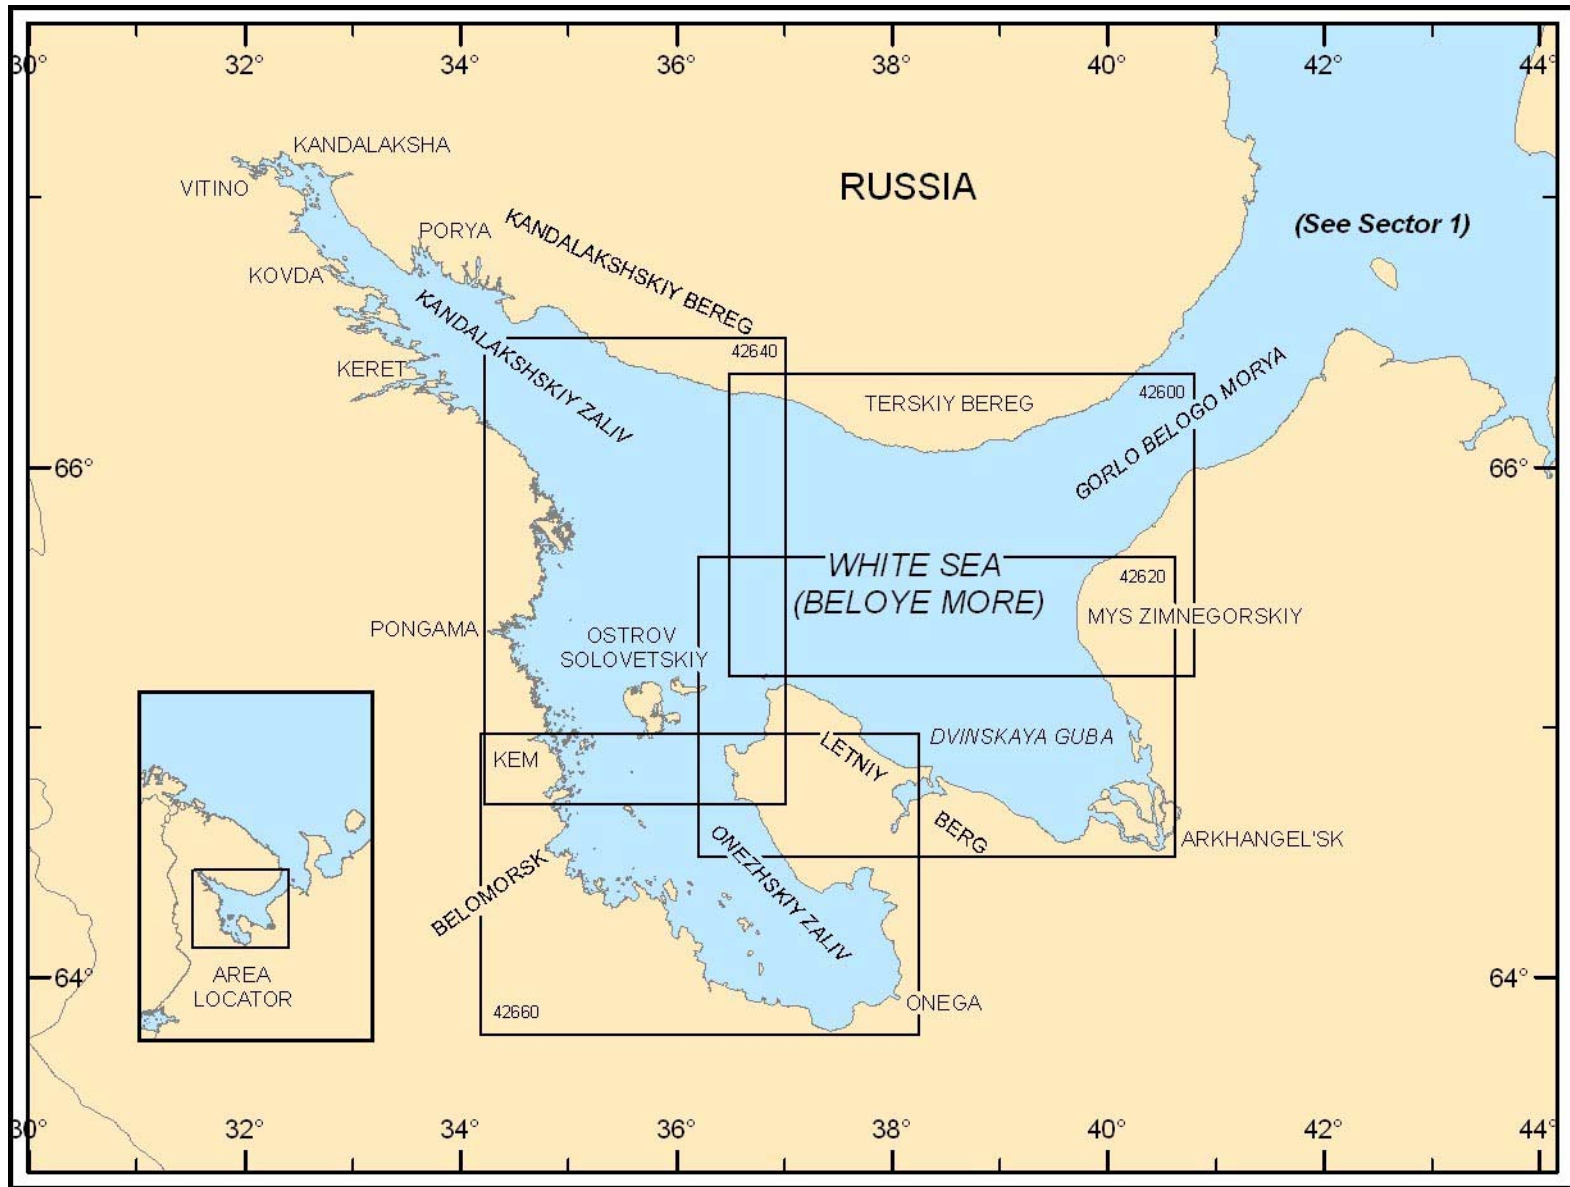 30° 32° 34° 36° 38° 40° 42° 44°
KANDALAKSHA
VITINO
RUSSIA
PORYA
KANDALAKSHSKIY BEREG
(See Sector 1)
KOVDA
KANDALAKSHSKIY ZALIV
42640
KERET
TERSKIY BEREG
42600
GORLO BELOGO MORYA
66° 66°
WHITE SEA
(BELOYE MORE)
42620
MYS ZIMNEGORSKIY
PONGAMA
OSTROV
SOLOVETSKIY
DVINSKAYA GUBA
KEM
LETNIY
BERG
ARKHANGEL'SK
BELOMORSK
ONEZHSKIY ZALIV
AREA
LOCATOR
64° 64°
ONEGA
42660
30° 32° 34° 36° 38° 40° 42° 44°